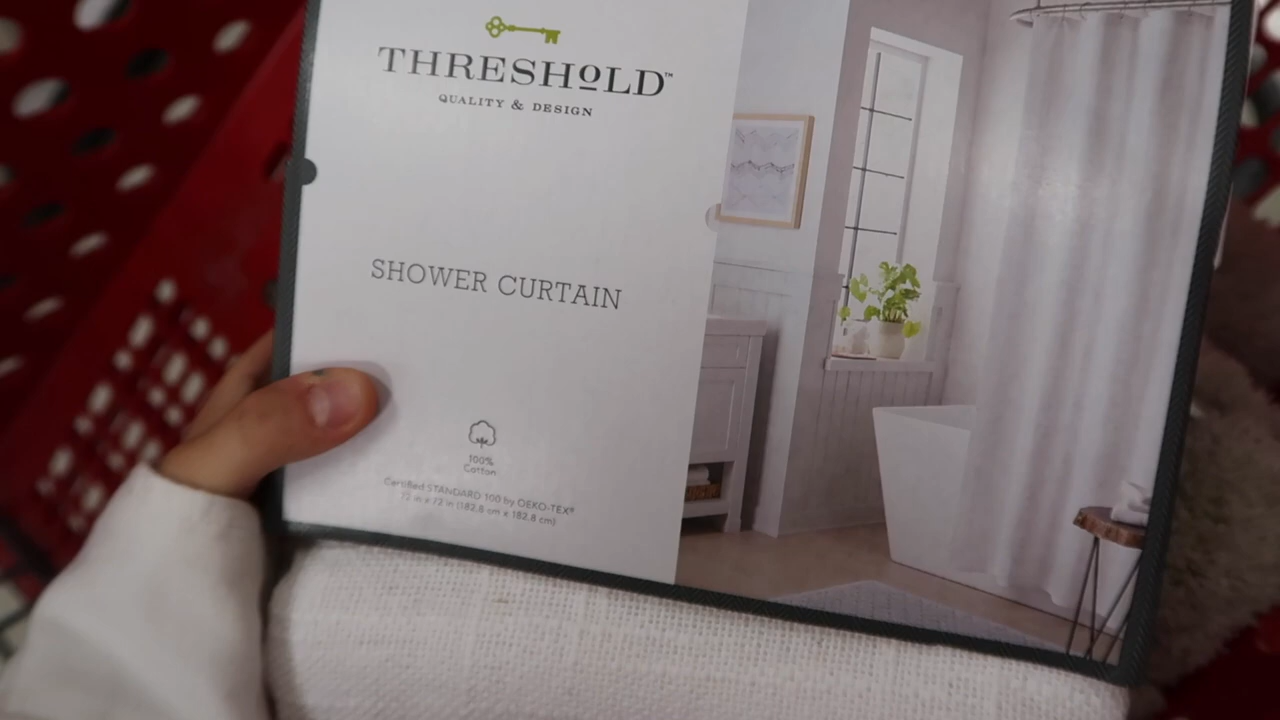 THRESHOLD™
QUALITY & DESIGN
SHOWER CURTAIN
100%
Cotton
Certified STANDARD 100 by OEKO-TEX®
72 in x 72 in (182.8 cm x 182.8 cm)